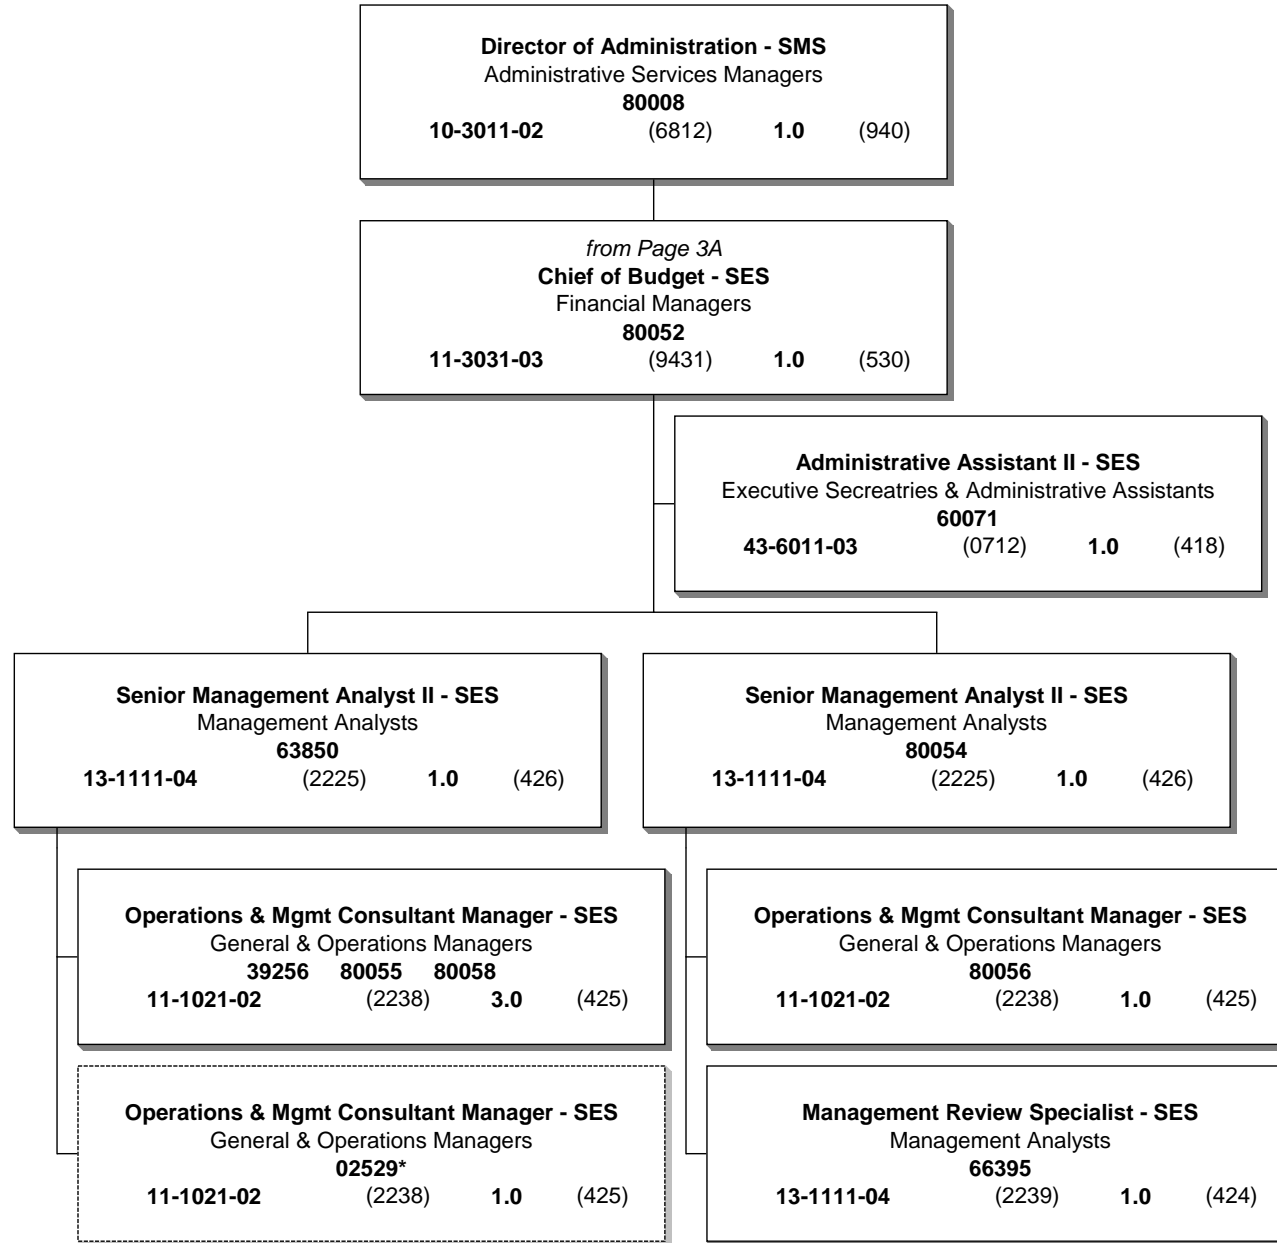 Director of Administration - SMS
Administrative Services Managers
80008
10-3011-02 (6812) 1.0 (940)
from Page 3A
Chief of Budget - SES
Financial Managers
80052
11-3031-03 (9431) 1.0 (530)
Administrative Assistant II - SES
Executive Secreatries & Administrative Assistants
60071
43-6011-03 (0712) 1.0 (418)
Senior Management Analyst II - SES
Management Analysts
63850
13-1111-04 (2225) 1.0 (426)
Senior Management Analyst II - SES
Management Analysts
80054
13-1111-04 (2225) 1.0 (426)
Operations & Mgmt Consultant Manager - SES
General & Operations Managers
39256 80055 80058
11-1021-02 (2238) 3.0 (425)
Operations & Mgmt Consultant Manager - SES
General & Operations Managers
02529*
11-1021-02 (2238) 1.0 (425)
Operations & Mgmt Consultant Manager - SES
General & Operations Managers
80056
11-1021-02 (2238) 1.0 (425)
Management Review Specialist - SES
Management Analysts
66395
13-1111-04 (2239) 1.0 (424)